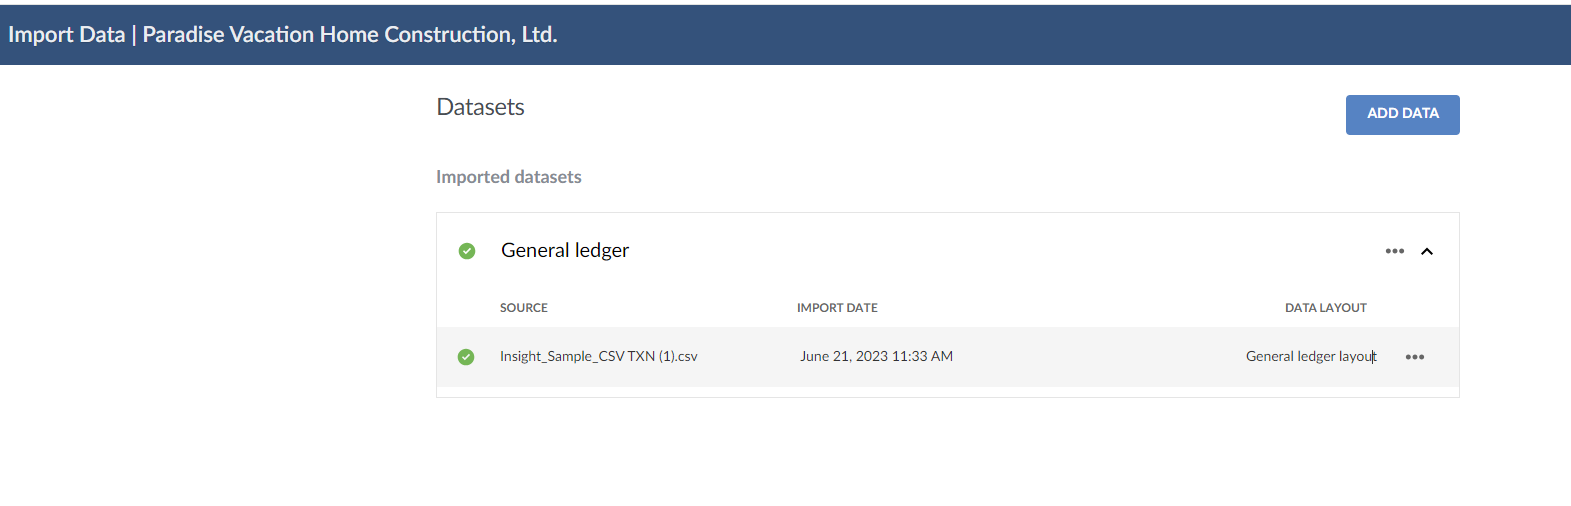 Import Data | Paradise Vacation Home Construction, Ltd.
Datasets
ADD DATA
Imported datasets
General ledger
SOURCE IMPORT DATE DATA LAYOUT
Insight_Sample_CSV TXN (1).csv June 21, 2023 11:33 AM General ledger layout